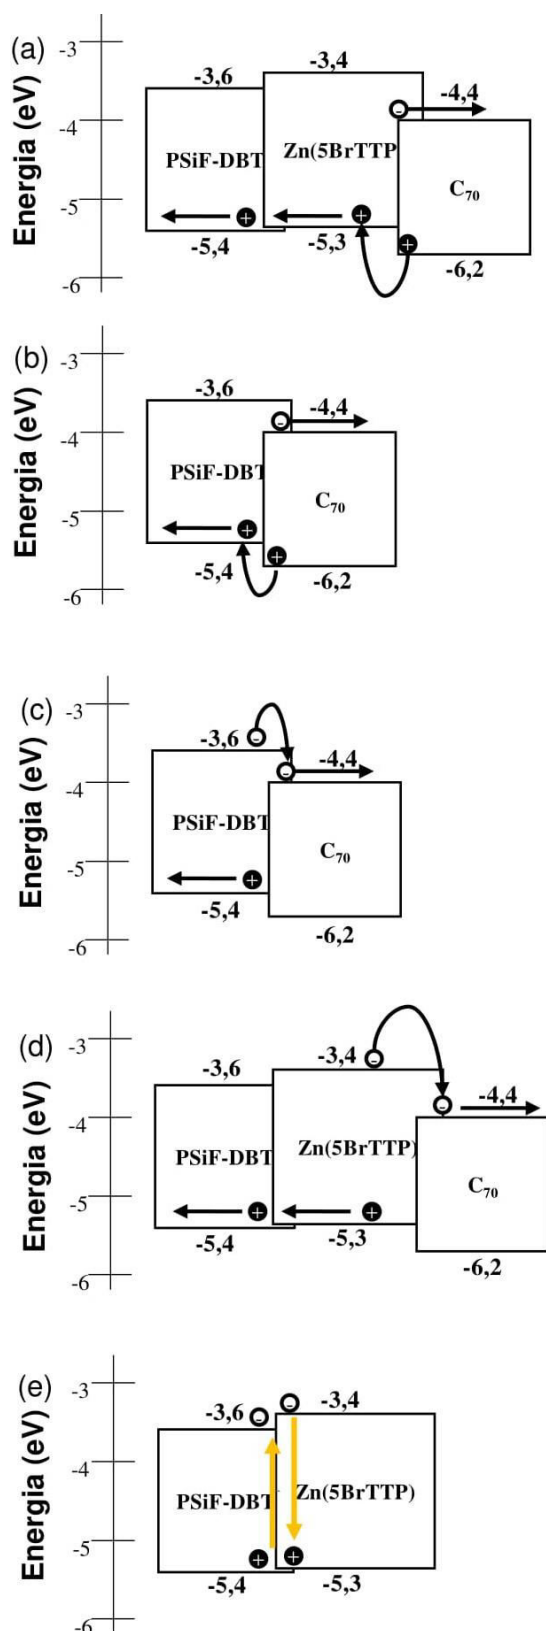 (a)
Energia (eV)
-3
-4
-5
-6
-3,6
-3,4
-4,4
PSiF-DBT
Zn(5BrTTP
C₇₀
-5,4
-5,3
-6,2
(b)
Energia (eV)
-3
-4
-5
-6
-3,6
-4,4
PSiF-DBT
C₇₀
-5,4
-6,2
(c)
Energia (eV)
-3
-4
-5
-6
-3,6
-4,4
PSiF-DBT
C₇₀
-5,4
-6,2
(d)
Energia (eV)
-3
-4
-5
-6
-3,6
-3,4
-4,4
PSiF-DBT
Zn(5BrTTP)
C₇₀
-5,4
-5,3
-6,2
(e)
Energia (eV)
-3
-4
-5
-6
-3,6
-3,4
PSiF-DBT
Zn(5BrTTP)
-5,4
-5,3